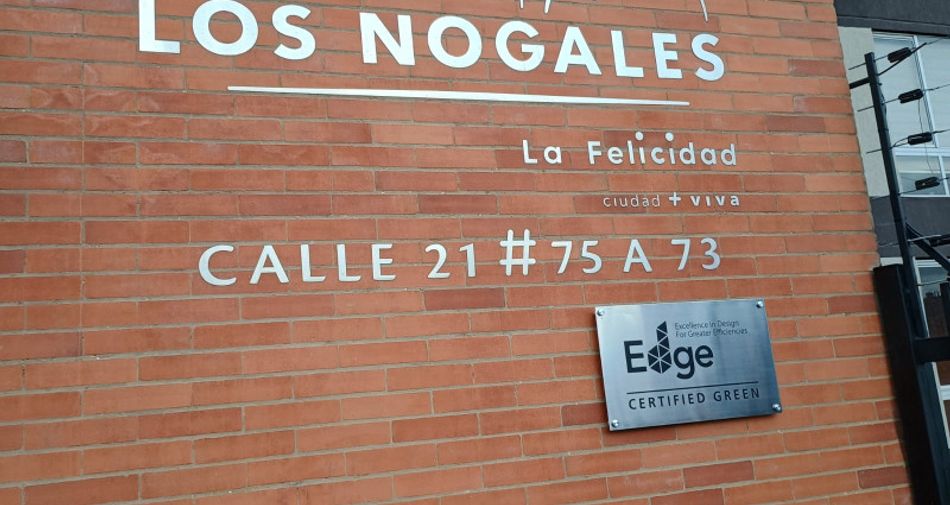 LOS NOGALES
La Felicidad
ciudad + viva
CALLE 21 # 75 A 73
Excellence in Design
For Greater Efficiencies
Edge
CERTIFIED GREEN